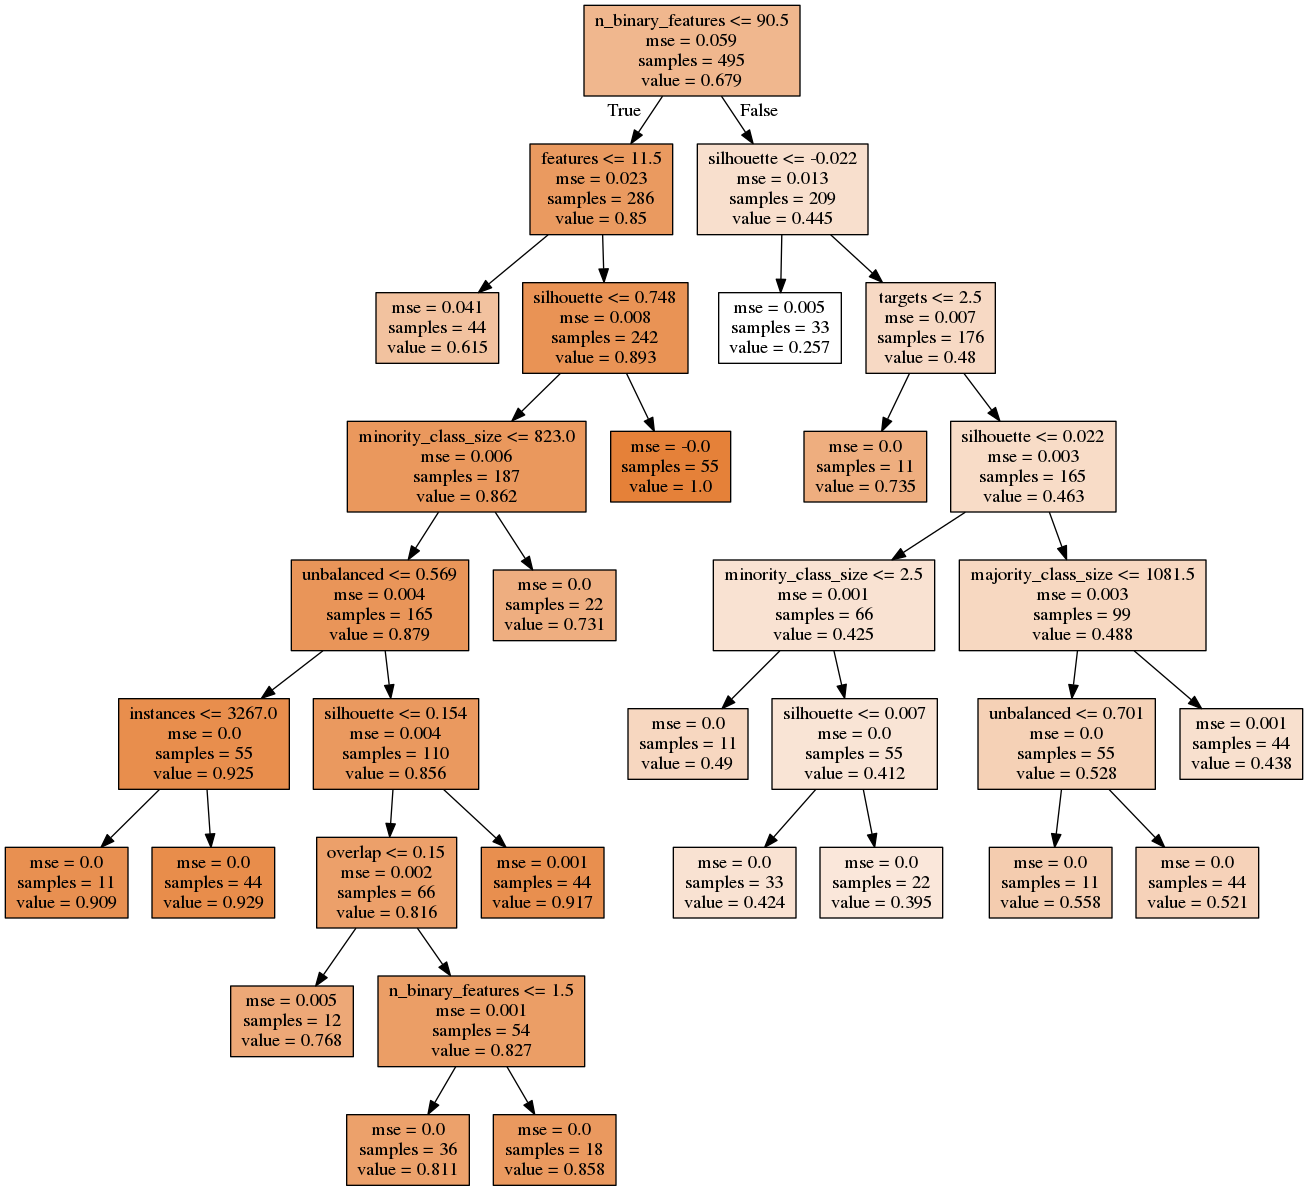 n_binary_features <= 90.5
mse = 0.059
samples = 495
value = 0.679
True
False
features <= 11.5
mse = 0.023
samples = 286
value = 0.85
silhouette <= -0.022
mse = 0.013
samples = 209
value = 0.445
mse = 0.041
samples = 44
value = 0.615
silhouette <= 0.748
mse = 0.008
samples = 242
value = 0.893
mse = 0.005
samples = 33
value = 0.257
targets <= 2.5
mse = 0.007
samples = 176
value = 0.48
minority_class_size <= 823.0
mse = 0.006
samples = 187
value = 0.862
mse = -0.0
samples = 55
value = 1.0
mse = 0.0
samples = 11
value = 0.735
silhouette <= 0.022
mse = 0.003
samples = 165
value = 0.463
unbalanced <= 0.569
mse = 0.004
samples = 165
value = 0.879
mse = 0.0
samples = 22
value = 0.731
minority_class_size <= 2.5
mse = 0.001
samples = 66
value = 0.425
majority_class_size <= 1081.5
mse = 0.003
samples = 99
value = 0.488
instances <= 3267.0
mse = 0.0
samples = 55
value = 0.925
silhouette <= 0.154
mse = 0.004
samples = 110
value = 0.856
mse = 0.0
samples = 11
value = 0.49
silhouette <= 0.007
mse = 0.0
samples = 55
value = 0.412
unbalanced <= 0.701
mse = 0.0
samples = 55
value = 0.528
mse = 0.001
samples = 44
value = 0.438
mse = 0.0
samples = 11
value = 0.909
mse = 0.0
samples = 44
value = 0.929
overlap <= 0.15
mse = 0.002
samples = 66
value = 0.816
mse = 0.001
samples = 44
value = 0.917
mse = 0.0
samples = 33
value = 0.424
mse = 0.0
samples = 22
value = 0.395
mse = 0.0
samples = 11
value = 0.558
mse = 0.0
samples = 44
value = 0.521
mse = 0.005
samples = 12
value = 0.768
n_binary_features <= 1.5
mse = 0.001
samples = 54
value = 0.827
mse = 0.0
samples = 36
value = 0.811
mse = 0.0
samples = 18
value = 0.858